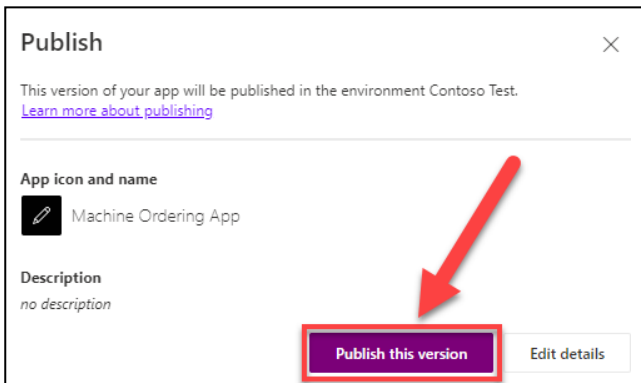 Publish
This version of your app will be published in the environment Contoso Test.
Learn more about publishing
App icon and name
Machine Ordering App
Description
no description
Publish this version
Edit details